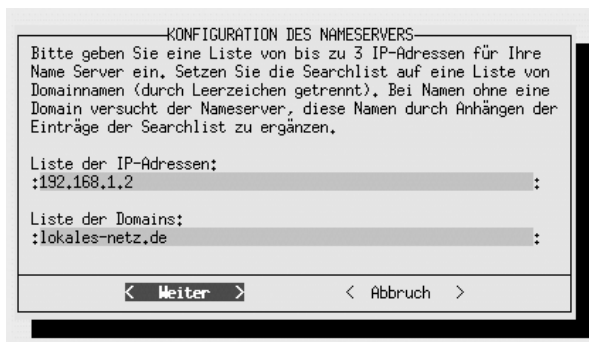 KONFIGURATION DES NAMESERVERS
Bitte geben Sie eine Liste von bis zu 3 IP-Adressen für Ihre
Name Server ein. Setzen Sie die Searchlist auf eine Liste von
Domainnamen (durch Leerzeichen getrennt). Bei Namen ohne eine
Domain versucht der Nameserver, diese Namen durch Anhängen der
Einträge der Searchlist zu ergänzen.
Liste der IP-Adressen:
:192.168.1.2 :
Liste der Domains:
:lokales-netz.de :
< Weiter > < Abbruch >